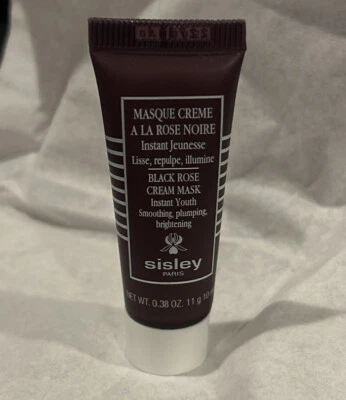 MASQUE CREME
A LA ROSE NOIRE
Instant Jeunesse
Lisse, repulpe, illumine
BLACK ROSE
CREAM MASK
Instant Youth
Smoothing, plumping,
brightening
sisley
PARIS
NET WT. 0.38 OZ. 11 g 10